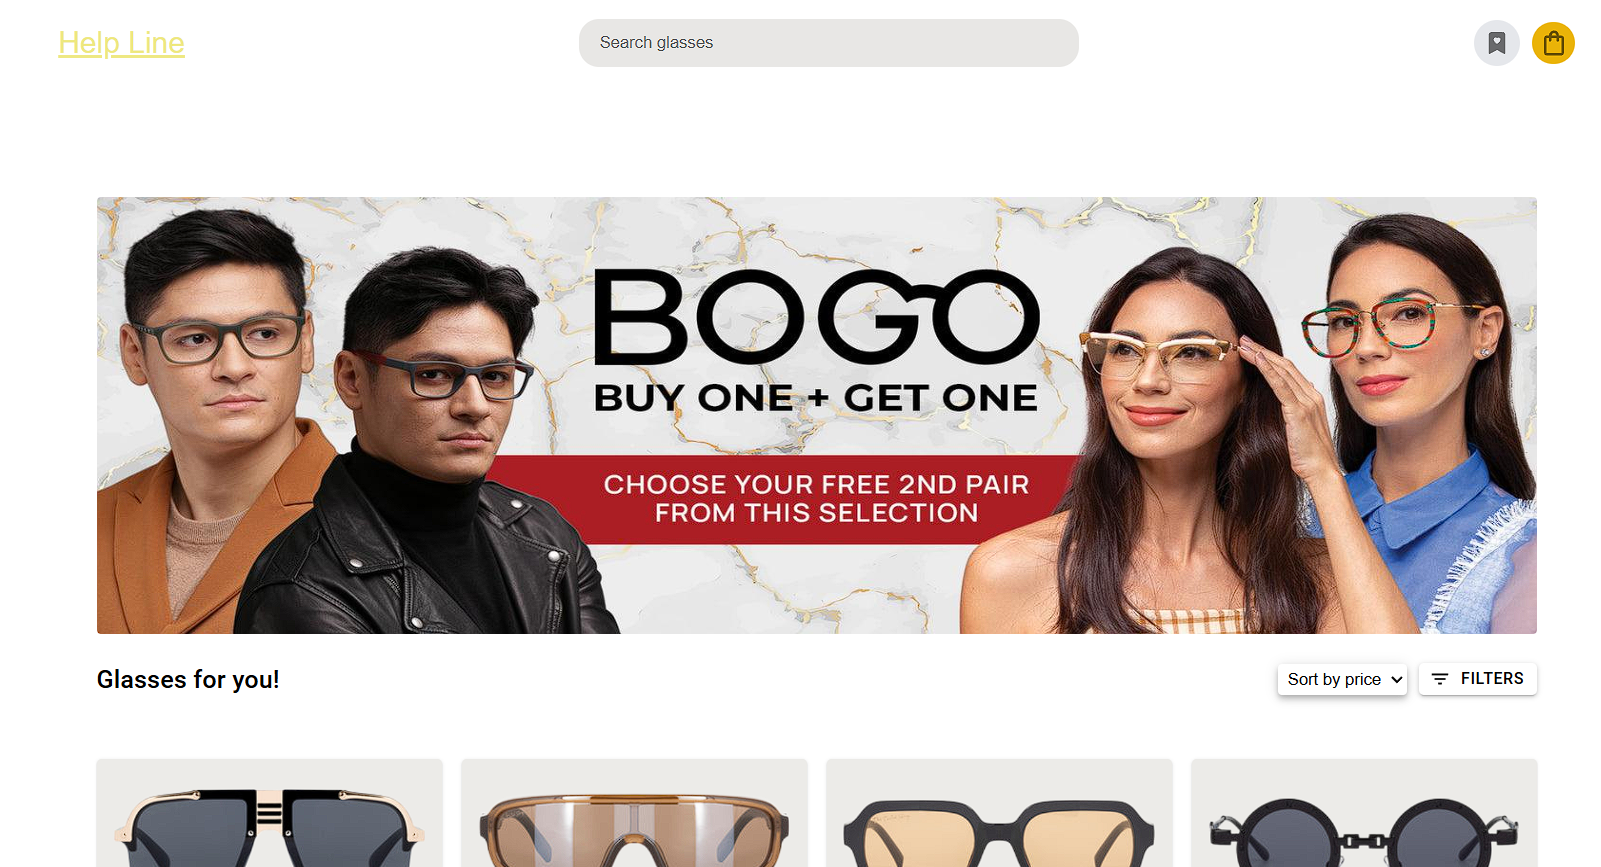 Help Line
Search glasses
BOGO
BUY ONE + GET ONE
CHOOSE YOUR FREE 2ND PAIR
FROM THIS SELECTION
Glasses for you!
Sort by price
FILTERS